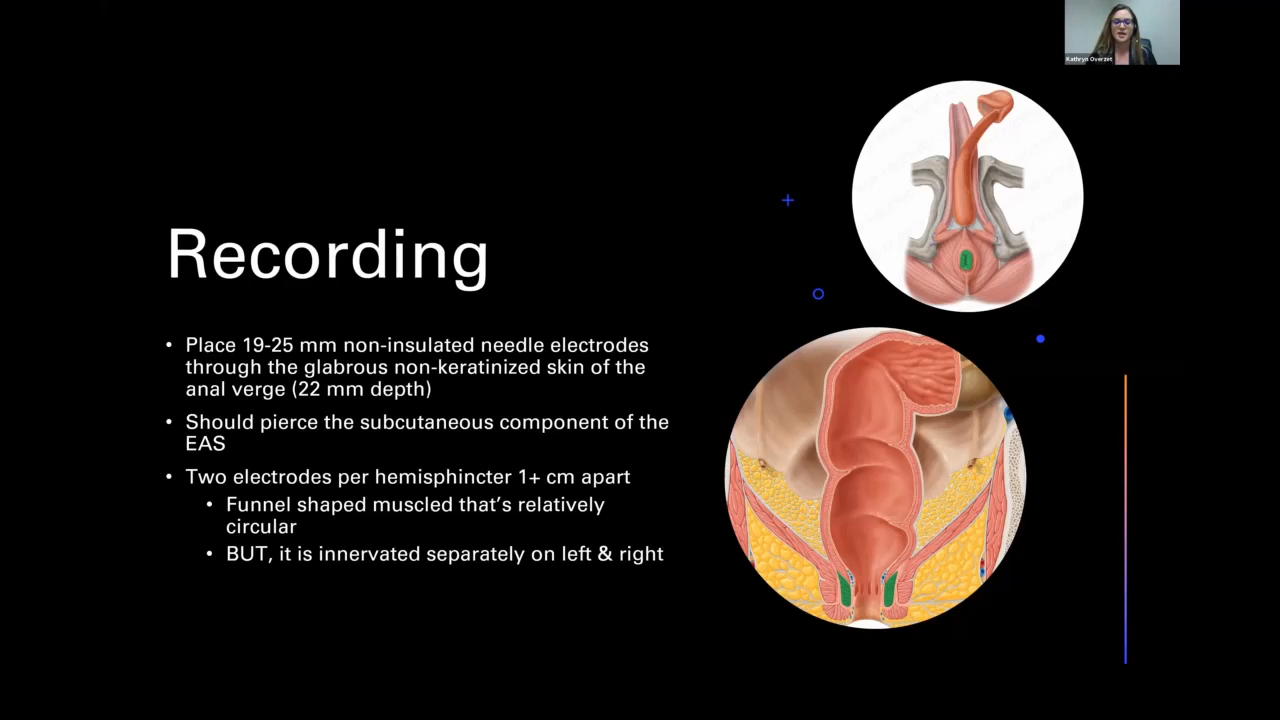 Kathryn Overzet
Recording
• Place 19-25 mm non-insulated needle electrodes
through the glabrous non-keratinized skin of the
anal verge (22 mm depth)
• Should pierce the subcutaneous component of the
EAS
• Two electrodes per hemisphincter 1+ cm apart
• Funnel shaped muscled that's relatively
circular
• BUT, it is innervated separately on left & right